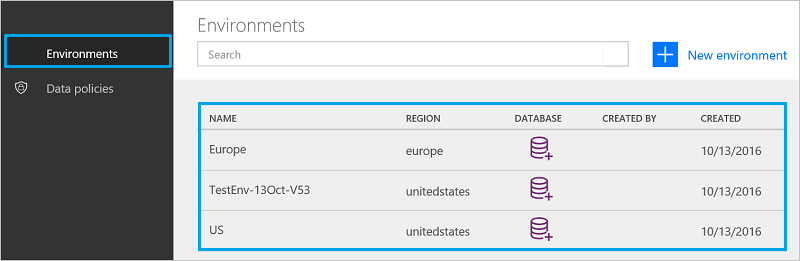 Environments
Data policies
Environments
Search
New environment
NAME REGION DATABASE CREATED BY CREATED
Europe europe 10/13/2016
TestEnv-13Oct-V53 unitedstates 10/13/2016
US unitedstates 10/13/2016